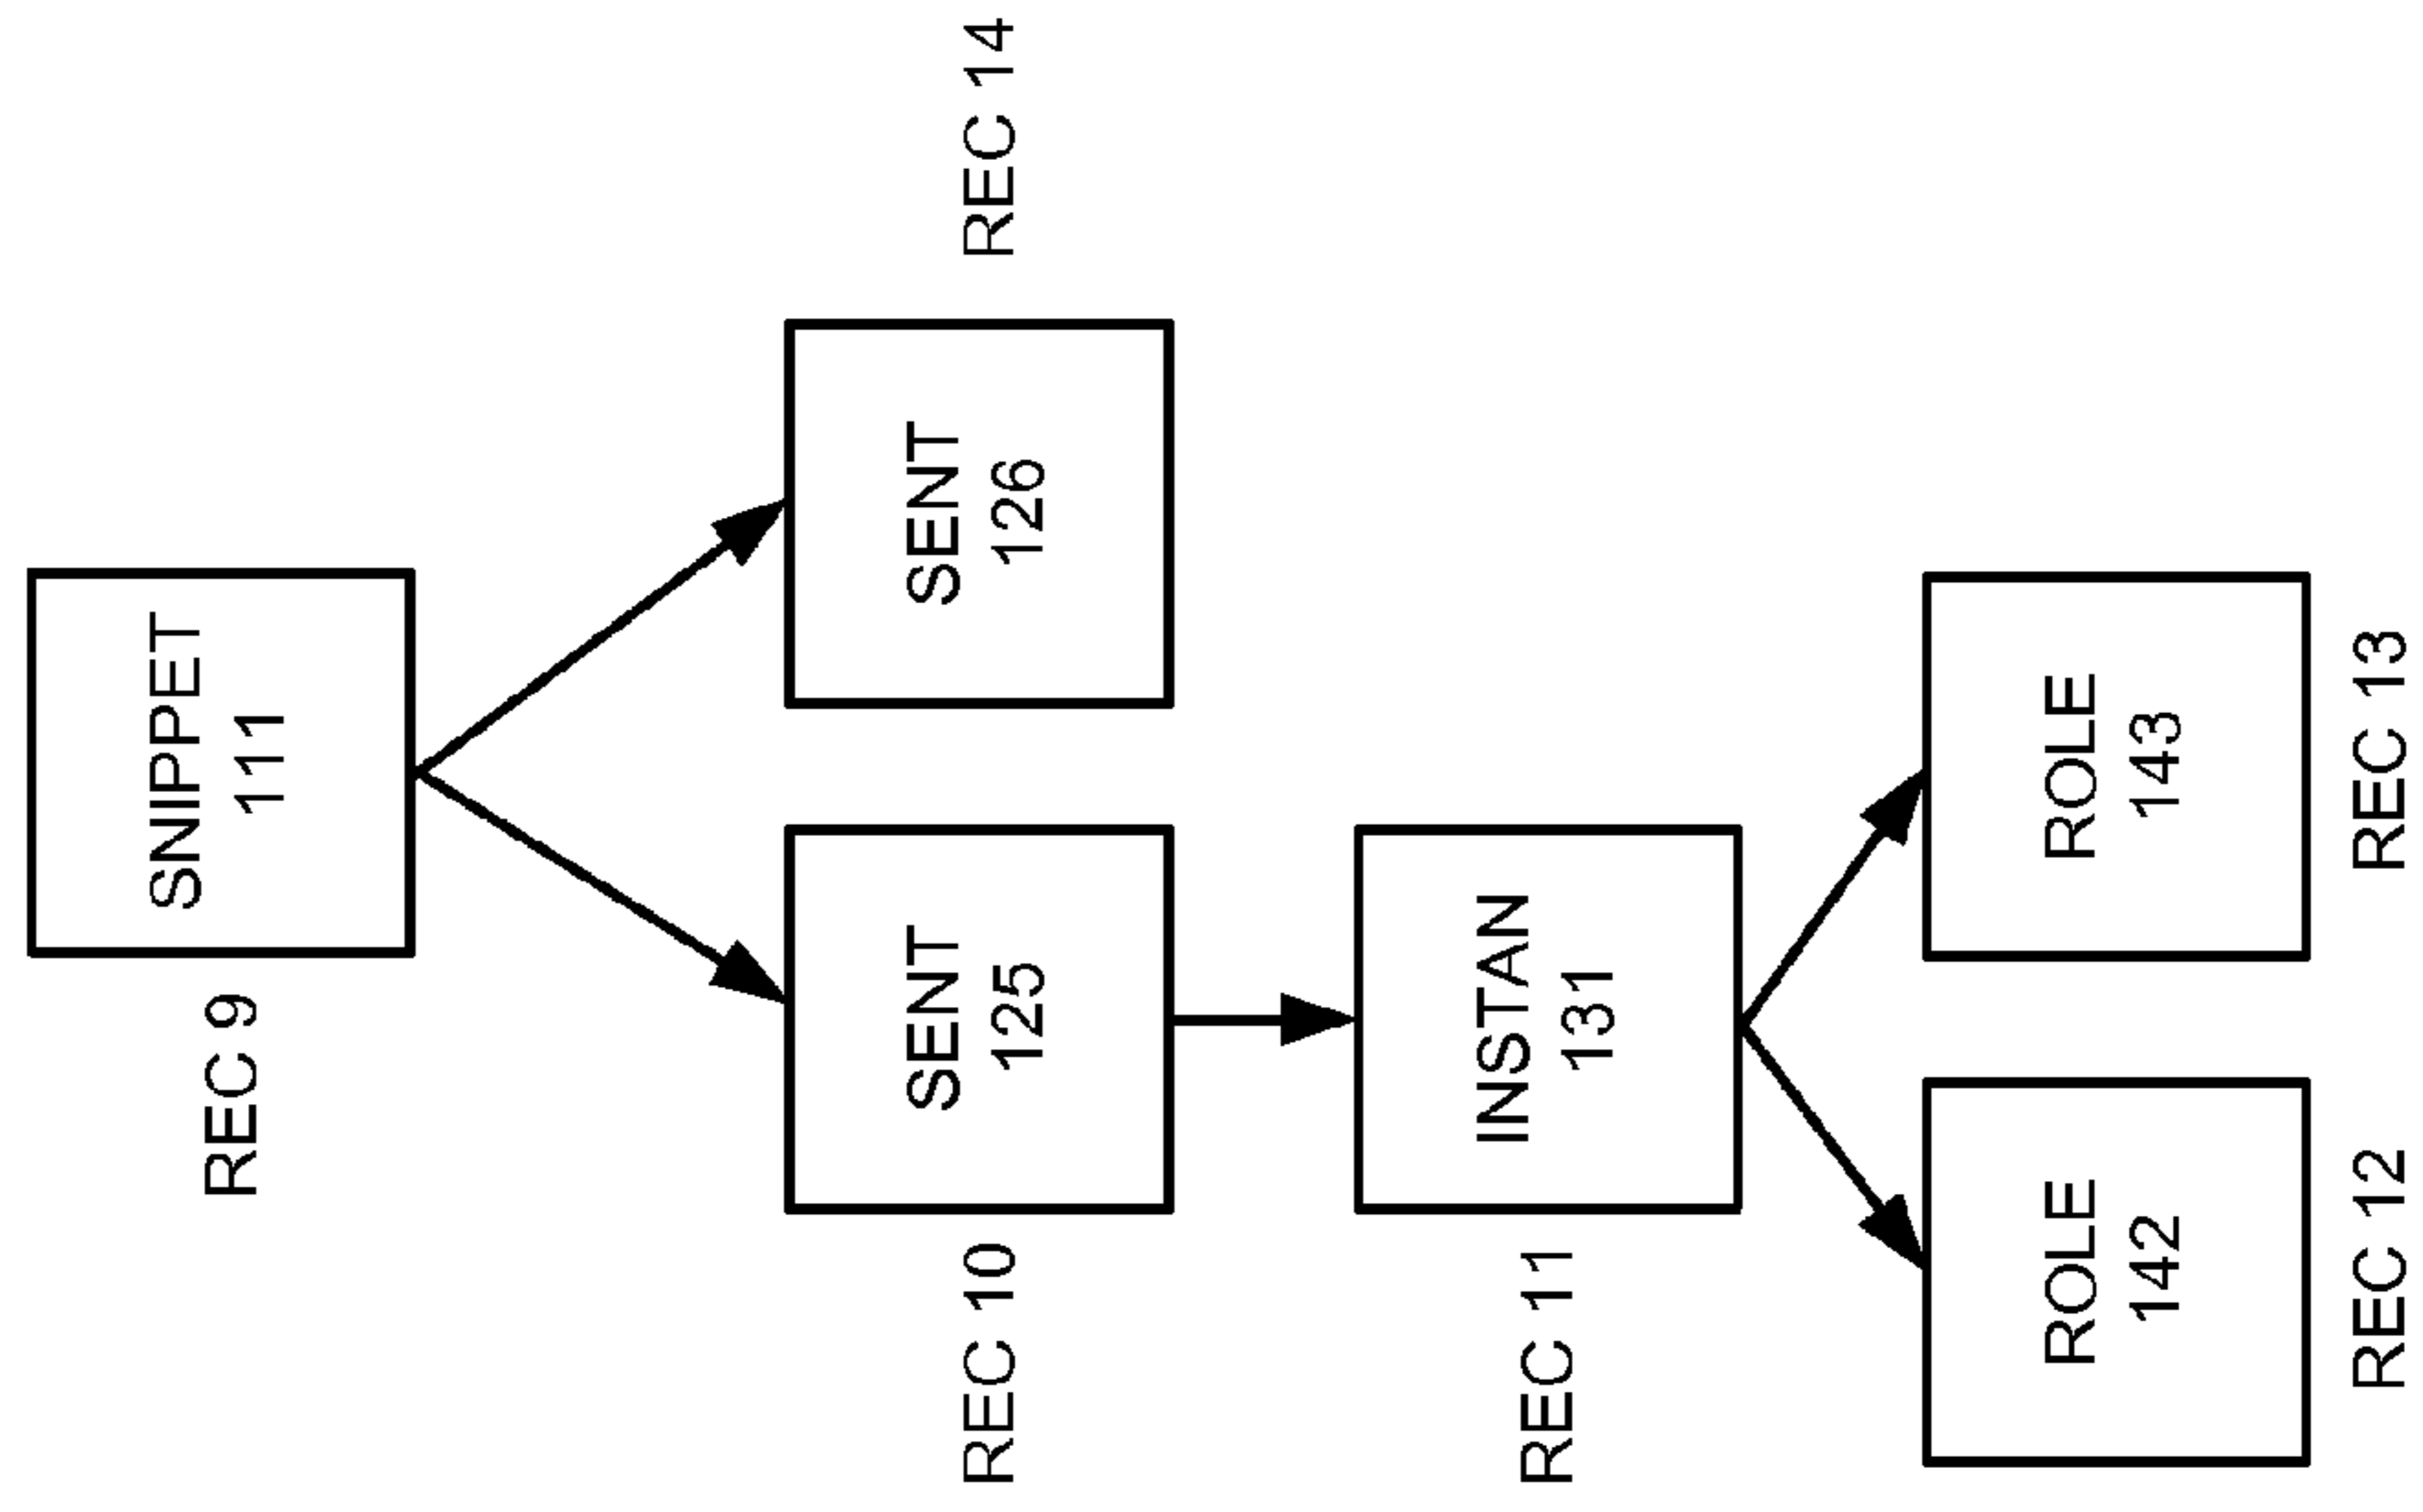 SNIPPET
111
REC 9
SENT
125
REC 10
SENT
126
REC 14
INSTAN
131
REC 11
ROLE
142
REC 12
ROLE
143
REC 13